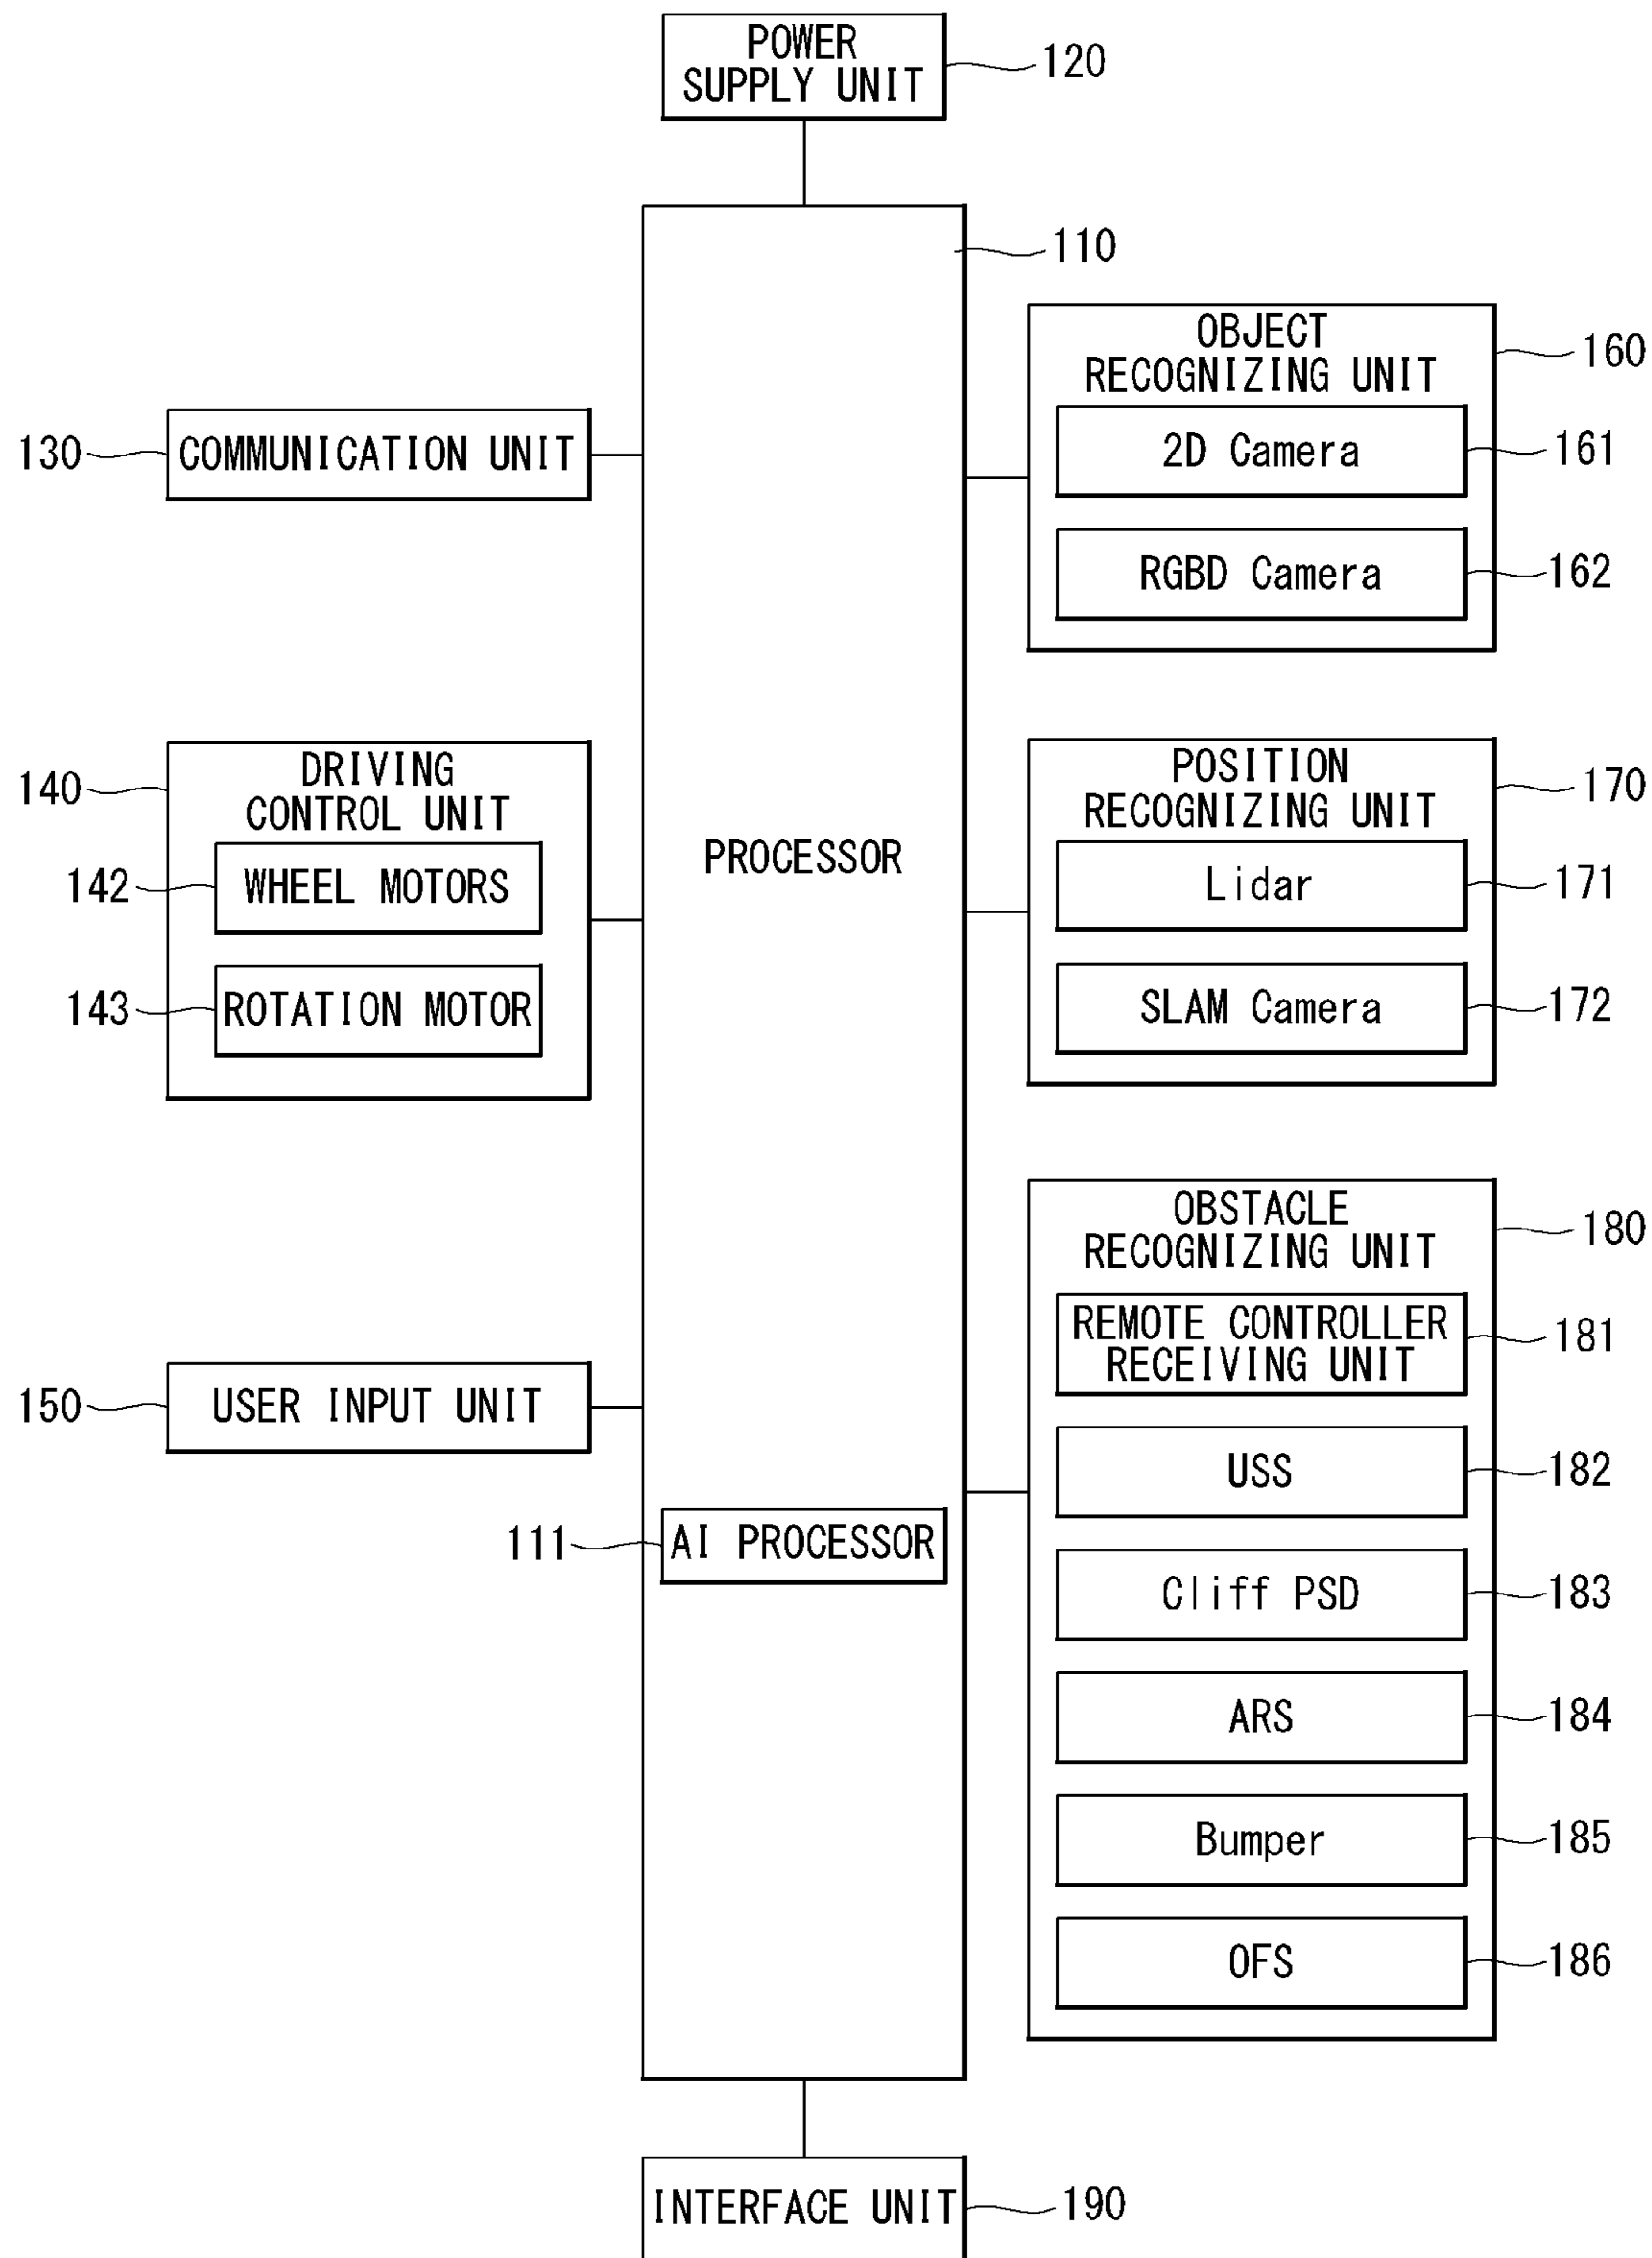 POWER
SUPPLY UNIT
120
110
PROCESSOR
111
AI PROCESSOR
130
COMMUNICATION UNIT
140
DRIVING
CONTROL UNIT
142
WHEEL MOTORS
143
ROTATION MOTOR
150
USER INPUT UNIT
OBJECT
RECOGNIZING UNIT
160
2D Camera
161
RGBD Camera
162
POSITION
RECOGNIZING UNIT
170
Lidar
171
SLAM Camera
172
OBSTACLE
RECOGNIZING UNIT
180
REMOTE CONTROLLER
RECEIVING UNIT
181
USS
182
Cliff PSD
183
ARS
184
Bumper
185
OFS
186
INTERFACE UNIT
190